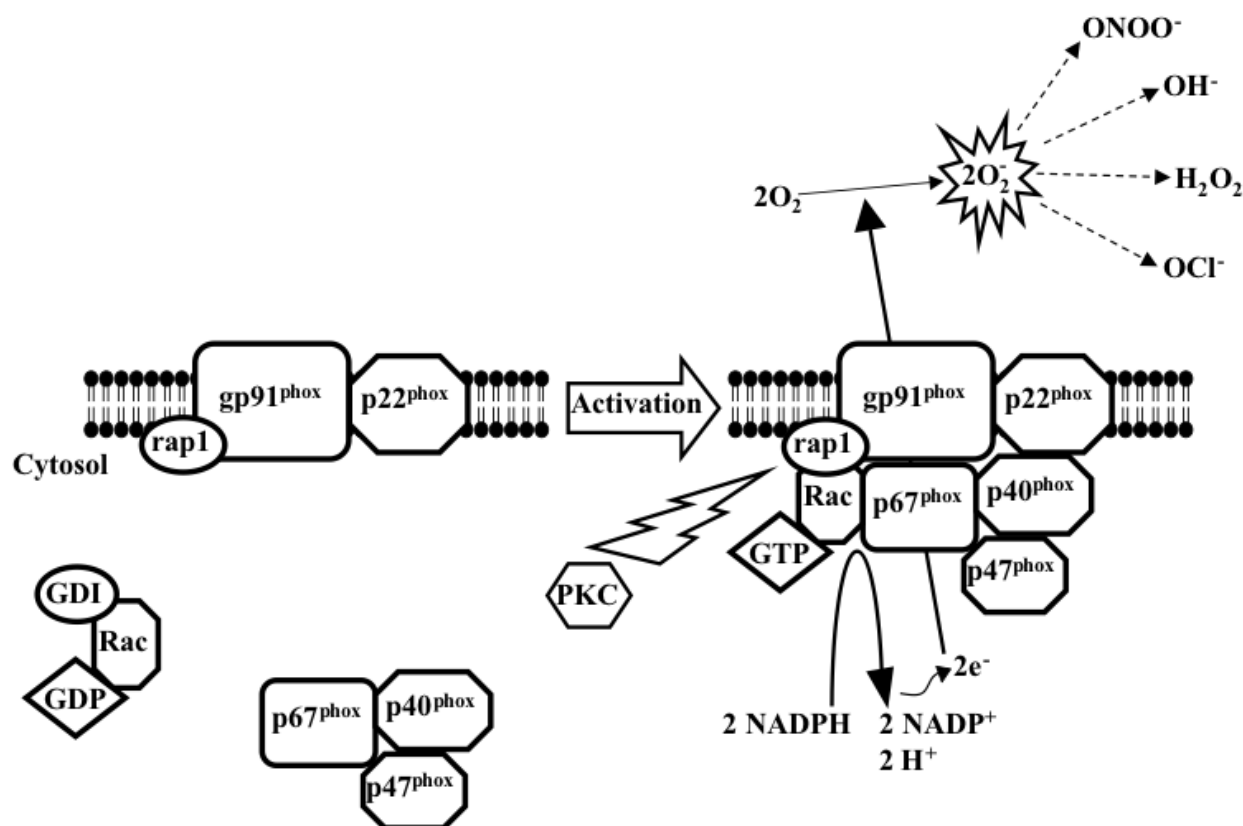 ONOO⁻
OH⁻
2O₂
2O₂⁻
H₂O₂
OCl⁻
gp91ᵖʰᵒˣ
p22ᵖʰᵒˣ
rap1
Cytosol
Activation
gp91ᵖʰᵒˣ
p22ᵖʰᵒˣ
rap1
Rac
p67ᵖʰᵒˣ
p40ᵖʰᵒˣ
GTP
p47ᵖʰᵒˣ
PKC
GDI
Rac
GDP
p67ᵖʰᵒˣ
p40ᵖʰᵒˣ
p47ᵖʰᵒˣ
2e⁻
2 NADPH
2 NADP⁺
2 H⁺